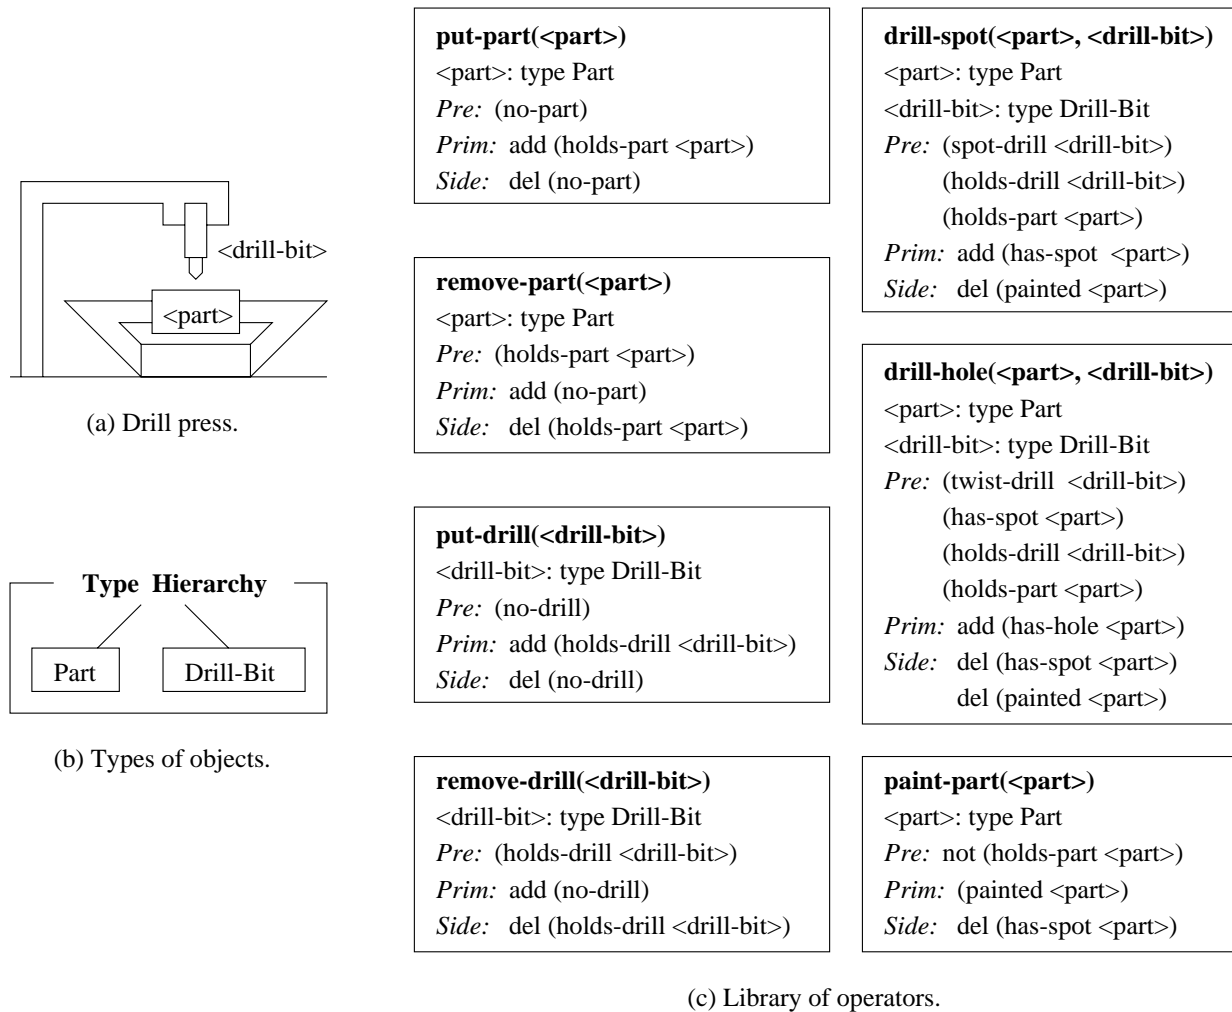 <drill-bit>
<part>
(a) Drill press.
Type Hierarchy
Part
Drill-Bit
(b) Types of objects.
put-part(<part>)
<part>: type Part
Pre: (no-part)
Prim: add (holds-part <part>)
Side: del (no-part)
remove-part(<part>)
<part>: type Part
Pre: (holds-part <part>)
Prim: add (no-part)
Side: del (holds-part <part>)
put-drill(<drill-bit>)
<drill-bit>: type Drill-Bit
Pre: (no-drill)
Prim: add (holds-drill <drill-bit>)
Side: del (no-drill)
remove-drill(<drill-bit>)
<drill-bit>: type Drill-Bit
Pre: (holds-drill <drill-bit>)
Prim: add (no-drill)
Side: del (holds-drill <drill-bit>)
drill-spot(<part>, <drill-bit>)
<part>: type Part
<drill-bit>: type Drill-Bit
Pre: (spot-drill <drill-bit>)
(holds-drill <drill-bit>)
(holds-part <part>)
Prim: add (has-spot <part>)
Side: del (painted <part>)
drill-hole(<part>, <drill-bit>)
<part>: type Part
<drill-bit>: type Drill-Bit
Pre: (twist-drill <drill-bit>)
(has-spot <part>)
(holds-drill <drill-bit>)
(holds-part <part>)
Prim: add (has-hole <part>)
Side: del (has-spot <part>)
del (painted <part>)
paint-part(<part>)
<part>: type Part
Pre: not (holds-part <part>)
Prim: (painted <part>)
Side: del (has-spot <part>)
(c) Library of operators.